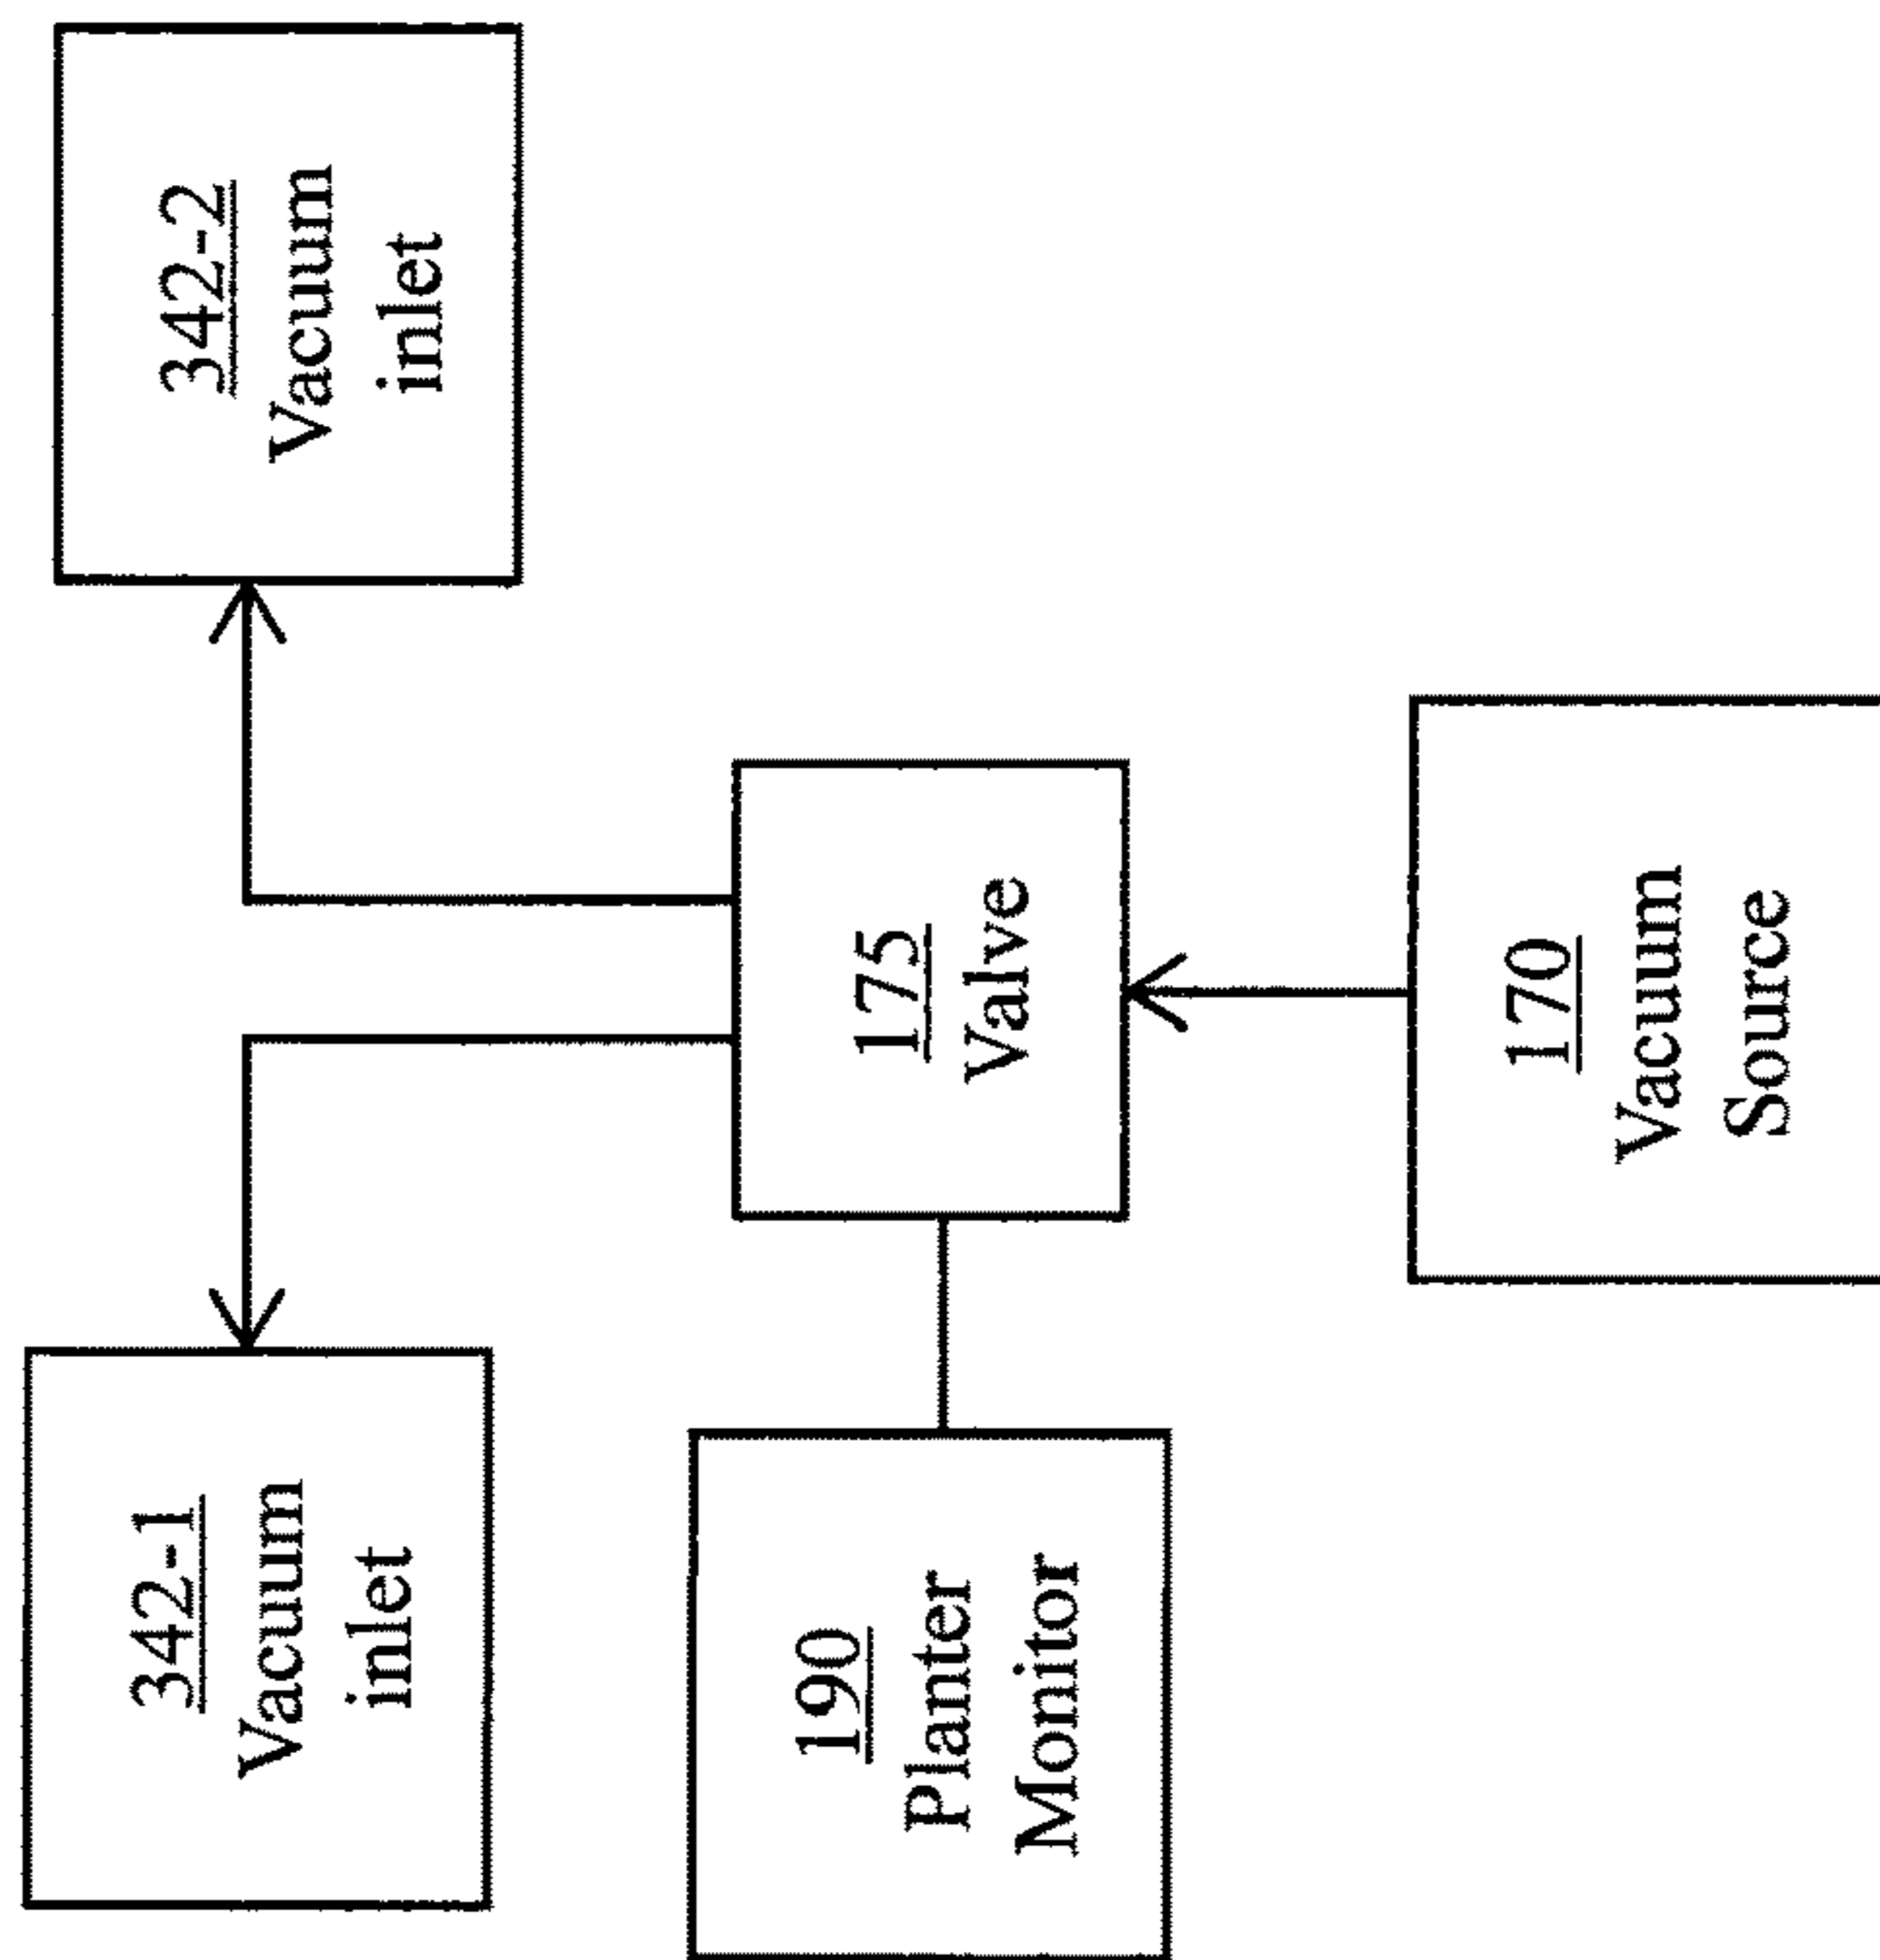 342-1
Vacuum
inlet
342-2
Vacuum
inlet
190
Planter
Monitor
175
Valve
170
Vacuum
Source